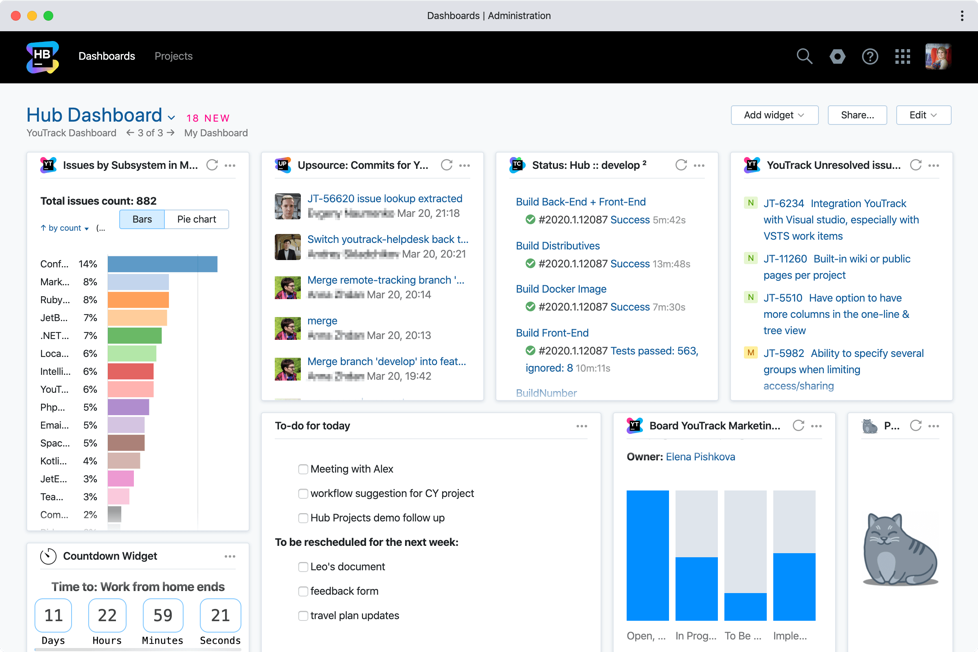 Dashboards | Administration
HB
Dashboards
Projects
Hub Dashboard
18 NEW
YouTrack Dashboard
← 3 of 3 →
My Dashboard
Add widget
Share...
Edit
YT
Issues by Subsystem in M...
Total issues count: 882
↑ by count
(...
Bars
Pie chart
Conf... 14%
Mark... 8%
Ruby... 8%
JetB... 7%
.NET... 7%
Loca... 6%
Intelli... 6%
YouT... 6%
Php... 5%
Emai... 5%
Spac... 5%
Kotli... 4%
JetE... 3%
Tea... 3%
Com... 2%
UP
Upsource: Commits for Y...
JT-56620 issue lookup extracted
Mar 20, 21:18
Switch youtrack-helpdesk back t...
Mar 20, 20:21
Merge remote-tracking branch '...
Mar 20, 20:14
merge
Mar 20, 20:13
Merge branch 'develop' into feat...
Mar 20, 19:42
TC
Status: Hub :: develop ²
Build Back-End + Front-End
#2020.1.12087 Success 5m:42s
Build Distributives
#2020.1.12087 Success 13m:48s
Build Docker Image
#2020.1.12087 Success 7m:30s
Build Front-End
#2020.1.12087 Tests passed: 563,
ignored: 8 10m:11s
BuildNumber
YT
YouTrack Unresolved issu...
N JT-6234 Integration YouTrack
with Visual studio, especially with
VSTS work items
N JT-11260 Built-in wiki or public
pages per project
N JT-5510 Have option to have
more columns in the one-line &
tree view
M JT-5982 Ability to specify several
groups when limiting
access/sharing
Countdown Widget
Time to: Work from home ends
11 22 59 21
Days Hours Minutes Seconds
To-do for today
Meeting with Alex
workflow suggestion for CY project
Hub Projects demo follow up
To be rescheduled for the next week:
Leo's document
feedback form
travel plan updates
YT
Board YouTrack Marketin...
Owner: Elena Pishkova
Open, ... In Prog... To Be ... Imple...
P...